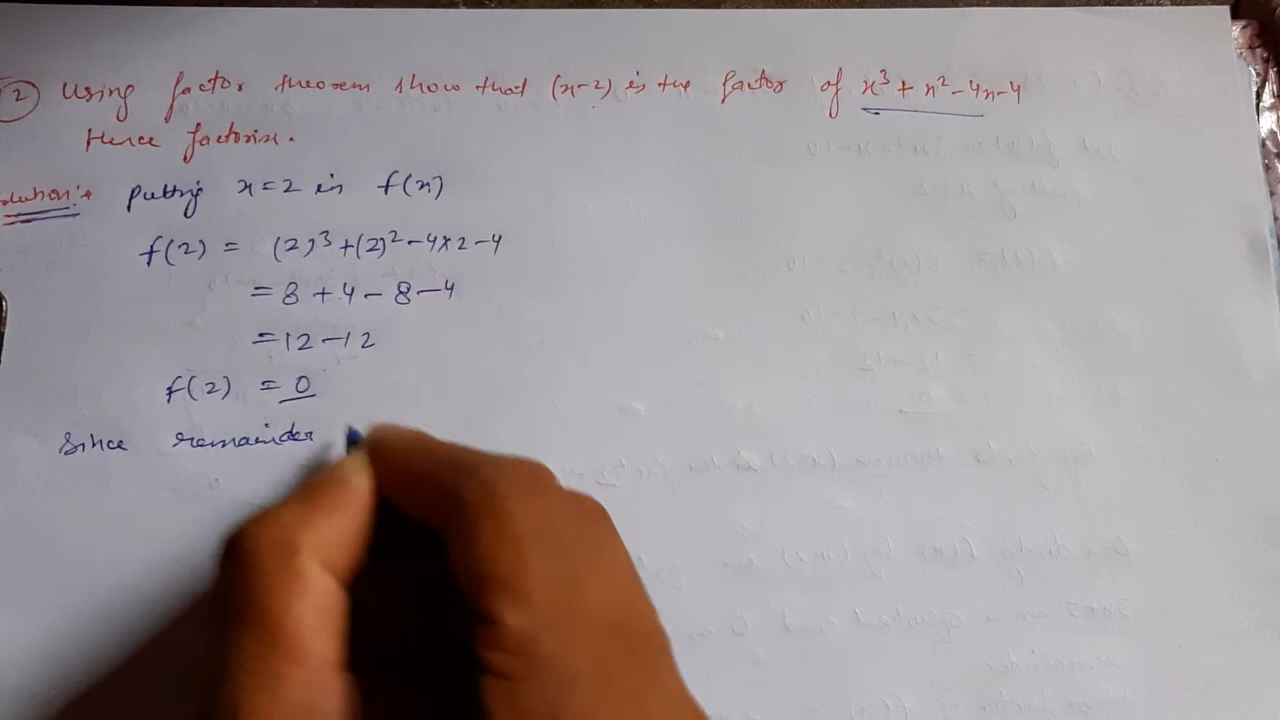 2 Using factor theorem show that (x-2) is the factor of x³ + x² - 4x - 4
Hence factorise.
Putting x = 2 in f(x)
f(2) = (2)³ + (2)² - 4×2 - 4
= 8 + 4 - 8 - 4
= 12 - 12
f(2) = 0
Since remainder